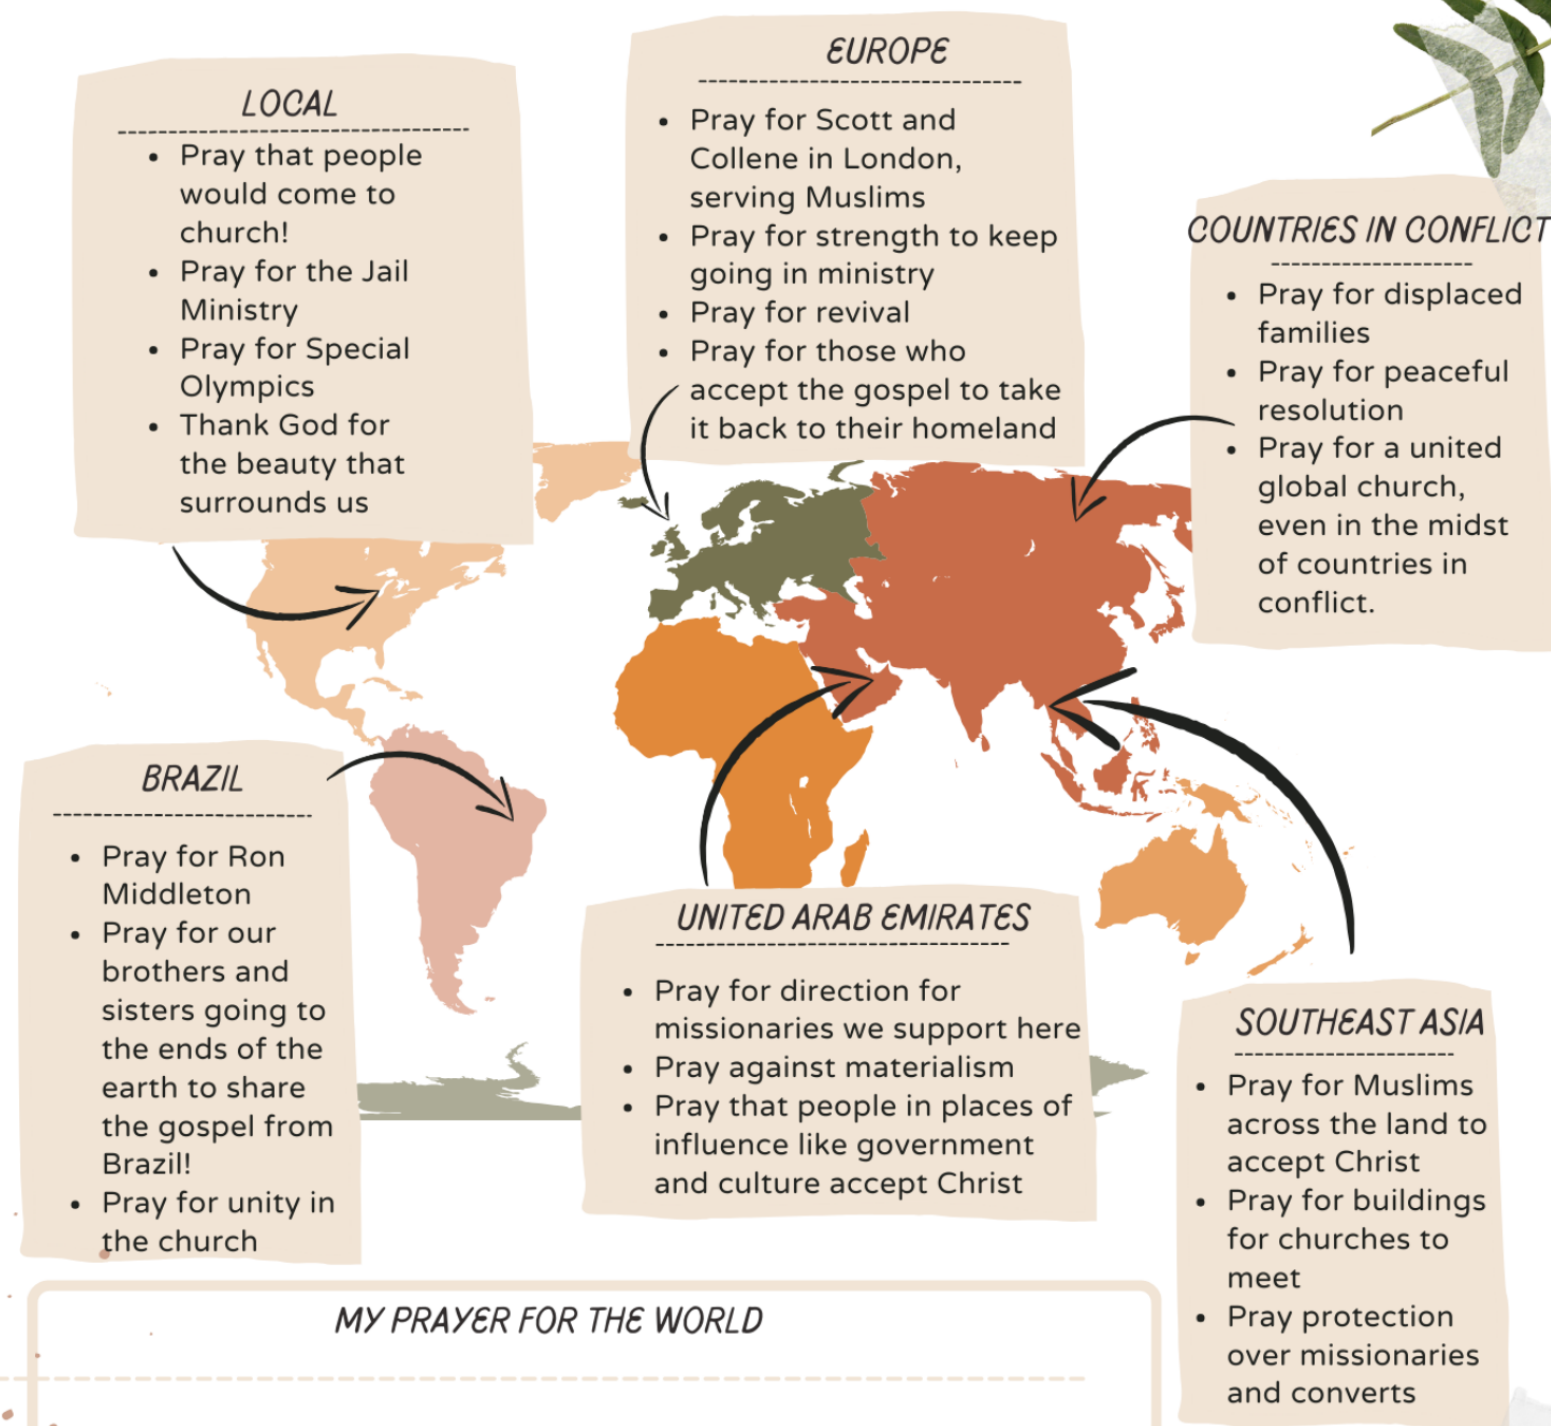 LOCAL
• Pray that people
would come to
church!
• Pray for the Jail
Ministry
• Pray for Special
Olympics
• Thank God for
the beauty that
surrounds us
EUROPE
• Pray for Scott and
Collene in London,
serving Muslims
• Pray for strength to keep
going in ministry
• Pray for revival
• Pray for those who
accept the gospel to take
it back to their homeland
COUNTRIES IN CONFLICT
• Pray for displaced
families
• Pray for peaceful
resolution
• Pray for a united
global church,
even in the midst
of countries in
conflict.
BRAZIL
• Pray for Ron
Middleton
• Pray for our
brothers and
sisters going to
the ends of the
earth to share
the gospel from
Brazil!
• Pray for unity in
the church
UNITED ARAB EMIRATES
• Pray for direction for
missionaries we support here
• Pray against materialism
• Pray that people in places of
influence like government
and culture accept Christ
SOUTHEAST ASIA
• Pray for Muslims
across the land to
accept Christ
• Pray for buildings
for churches to
meet
• Pray protection
over missionaries
and converts
MY PRAYER FOR THE WORLD